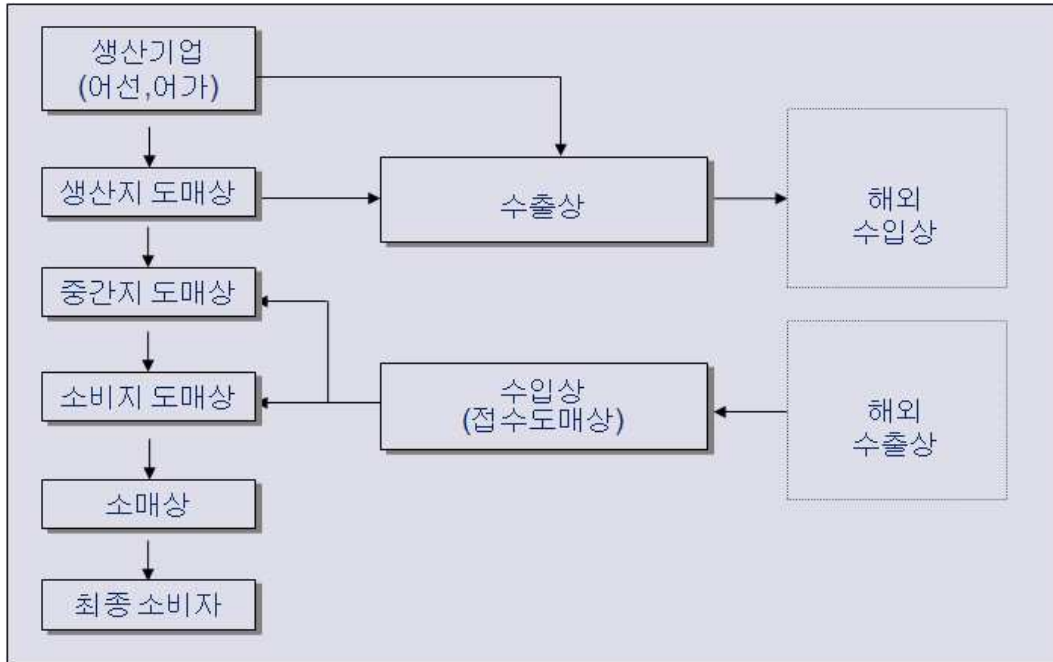 생산기업
(어선,어가)
생산지 도매상
수출상
해외
수입상
중간지 도매상
소비지 도매상
수입상
(접수도매상)
해외
수출상
소매상
최종 소비자